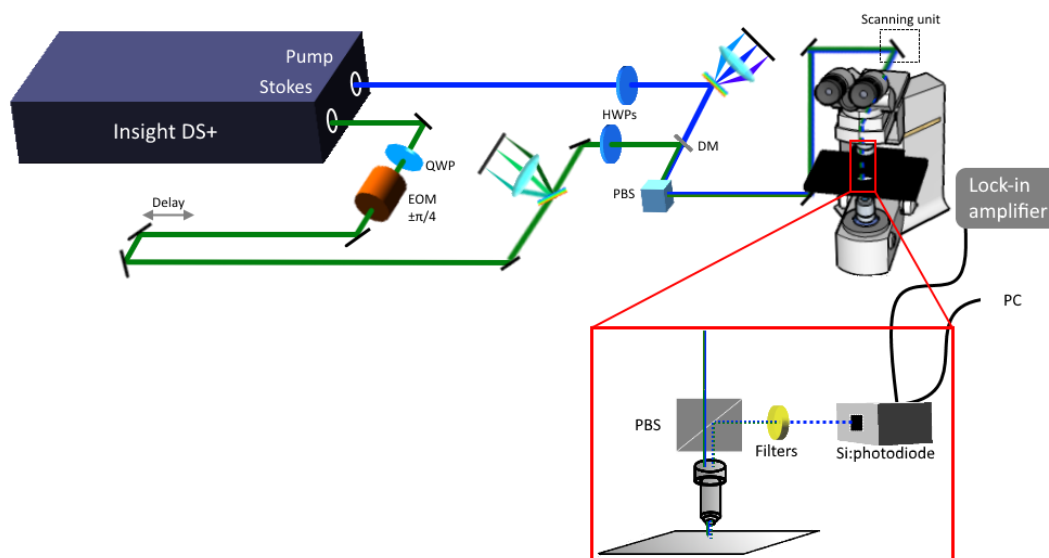 Scanning unit
Pump
Stokes
Insight DS+
HWPs
DM
QWP
PBS
EOM
±π/4
Delay
Lock-in
amplifier
PC
PBS
Filters
Si:photodiode